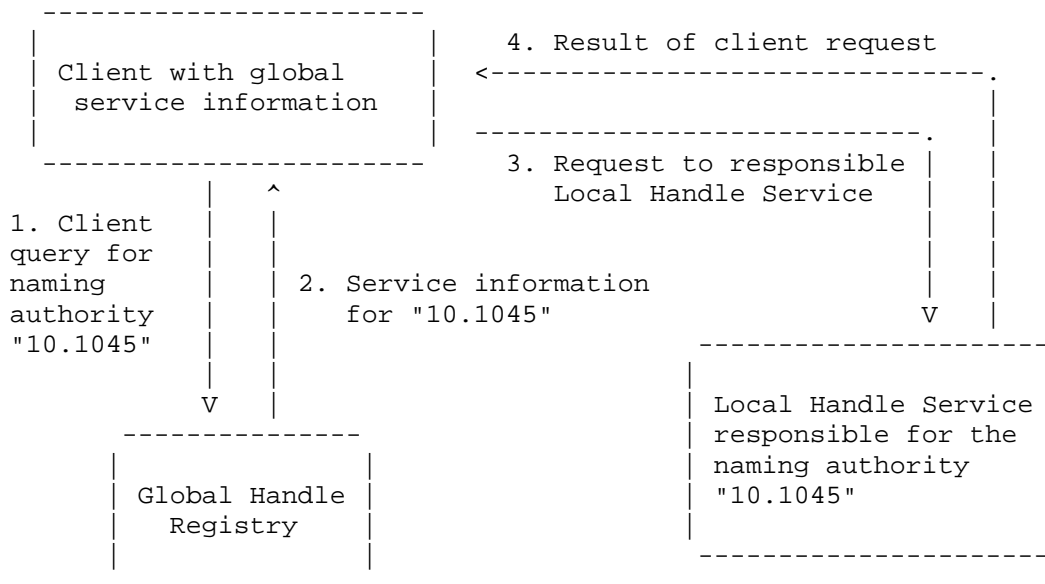 4. Result of client request
Client with global
service information
3. Request to responsible
Local Handle Service
1. Client
query for
naming
authority
"10.1045"
2. Service information
for "10.1045"
Local Handle Service
responsible for the
naming authority
"10.1045"
Global Handle
Registry